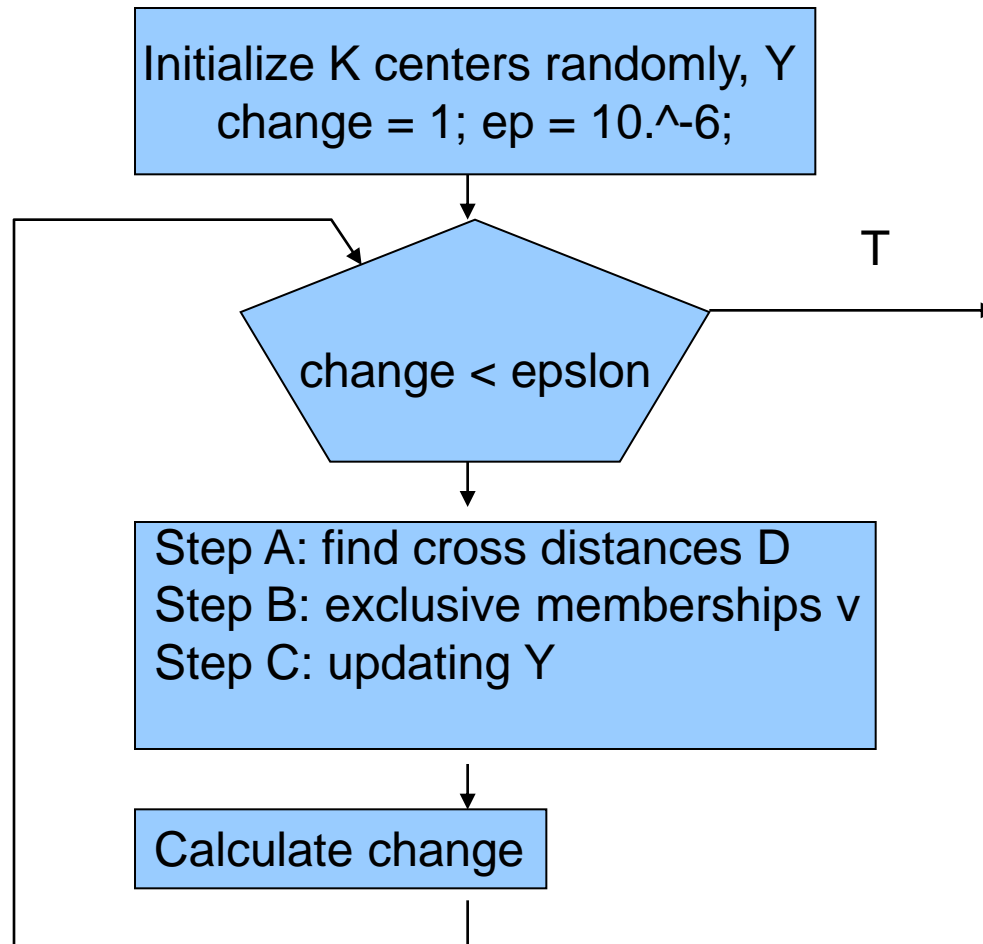 Initialize K centers randomly, Y
change = 1; ep = 10.^-6;
T
change < epslon
Step A: find cross distances D
Step B: exclusive memberships v
Step C: updating Y
Calculate change